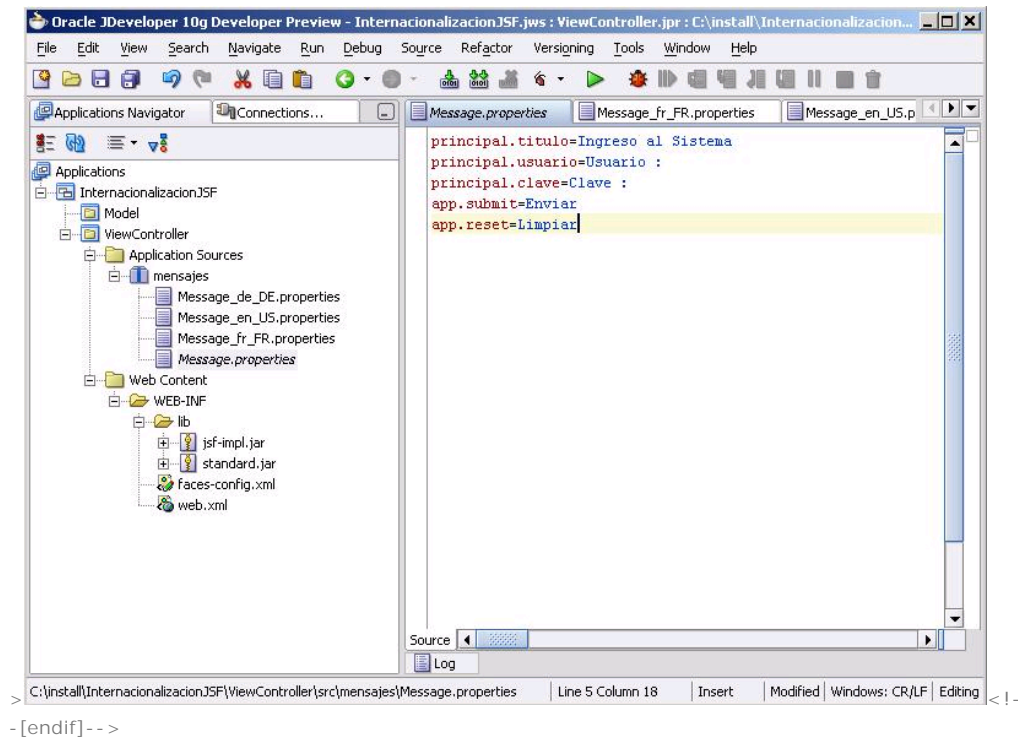 Oracle JDeveloper 10g Developer Preview - InternacionalizacionJSF.jws : ViewController.jpr : C:\install\Internacionalizacion...
File Edit View Search Navigate Run Debug Source Refactor Versioning Tools Window Help
Applications Navigator Connections... Message.properties Message_fr_FR.properties Message_en_US.p
principal.titulo=Ingreso al Sistema
principal.usuario=Usuario :
principal.clave=Clave :
app.submit=Enviar
app.reset=Limpiar
Applications
InternacionalizacionJSF
Model
ViewController
Application Sources
mensajes
Message_de_DE.properties
Message_en_US.properties
Message_fr_FR.properties
Message.properties
Web Content
WEB-INF
lib
jsf-impl.jar
standard.jar
faces-config.xml
web.xml
Source
Log
C:\install\InternacionalizacionJSF\ViewController\src\mensajes\Message.properties Line 5 Column 18 Insert Modified Windows: CR/LF Editing
> <!-
-[endif]-->